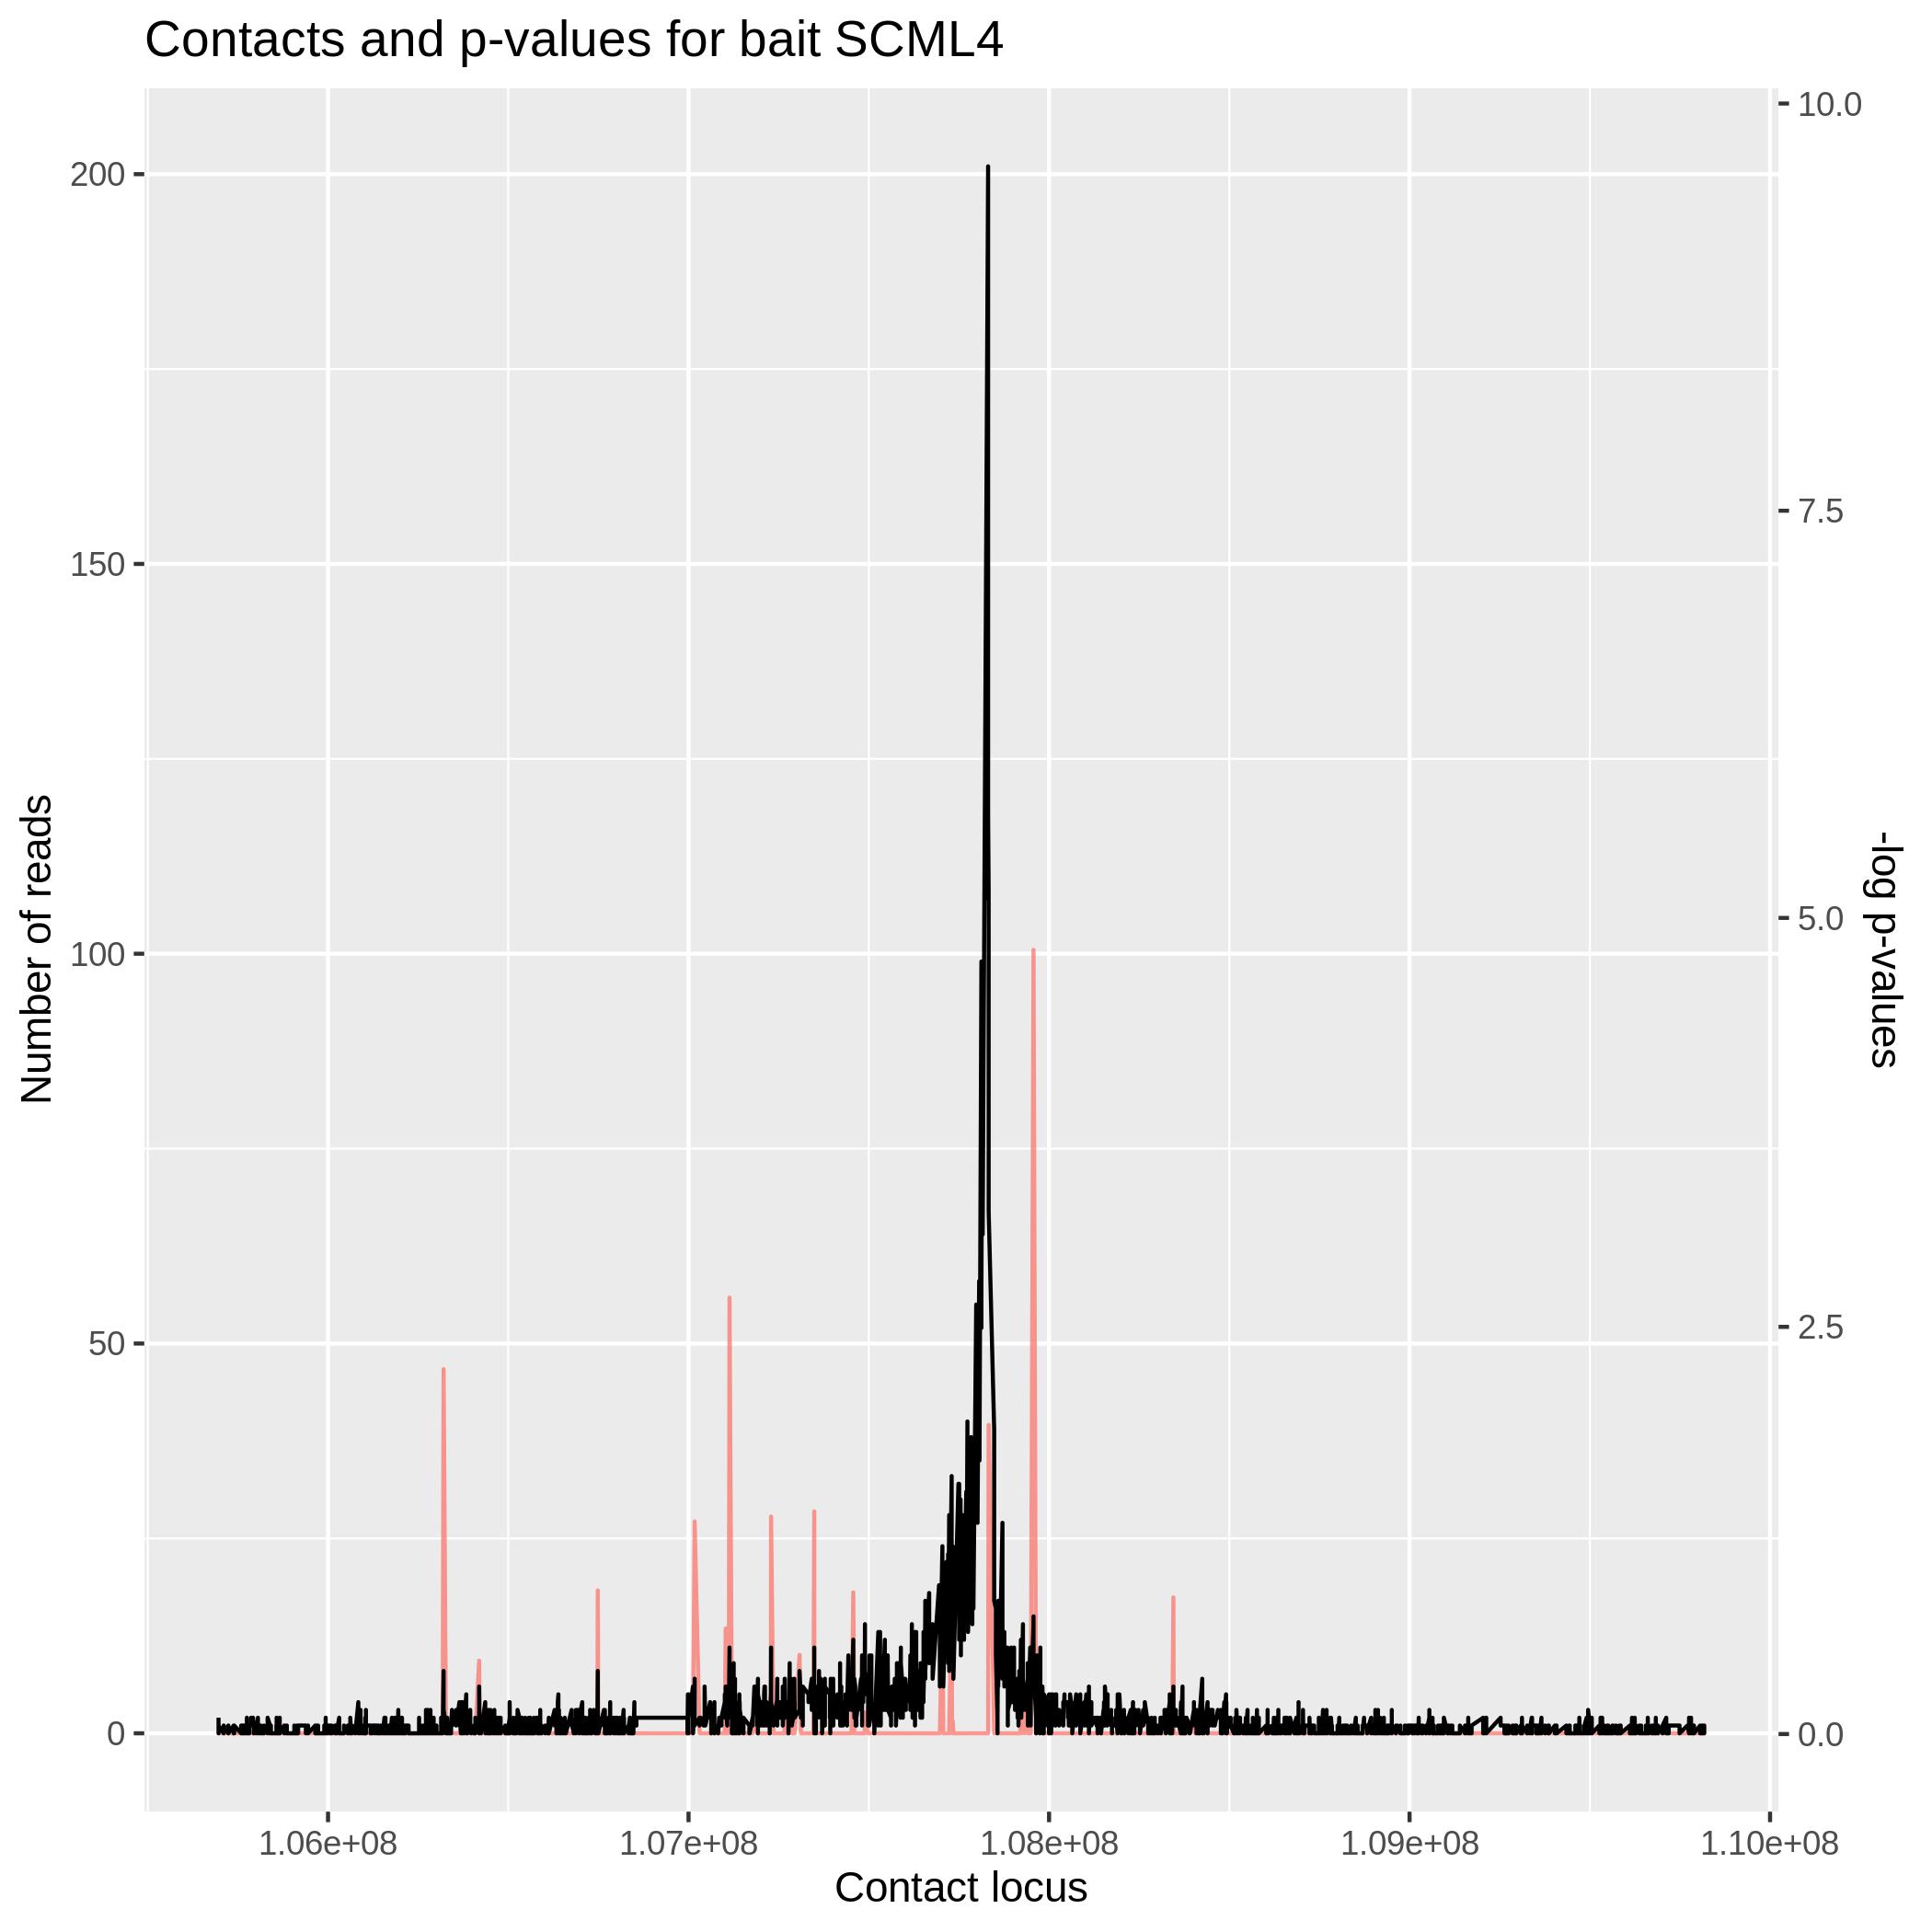 Contacts and p-values for bait SCML4
200
150
100
50
0
Number of reads
10.0
7.5
5.0
2.5
0.0
-log p-values
1.06e+08
1.07e+08
1.08e+08
1.09e+08
1.10e+08
Contact locus